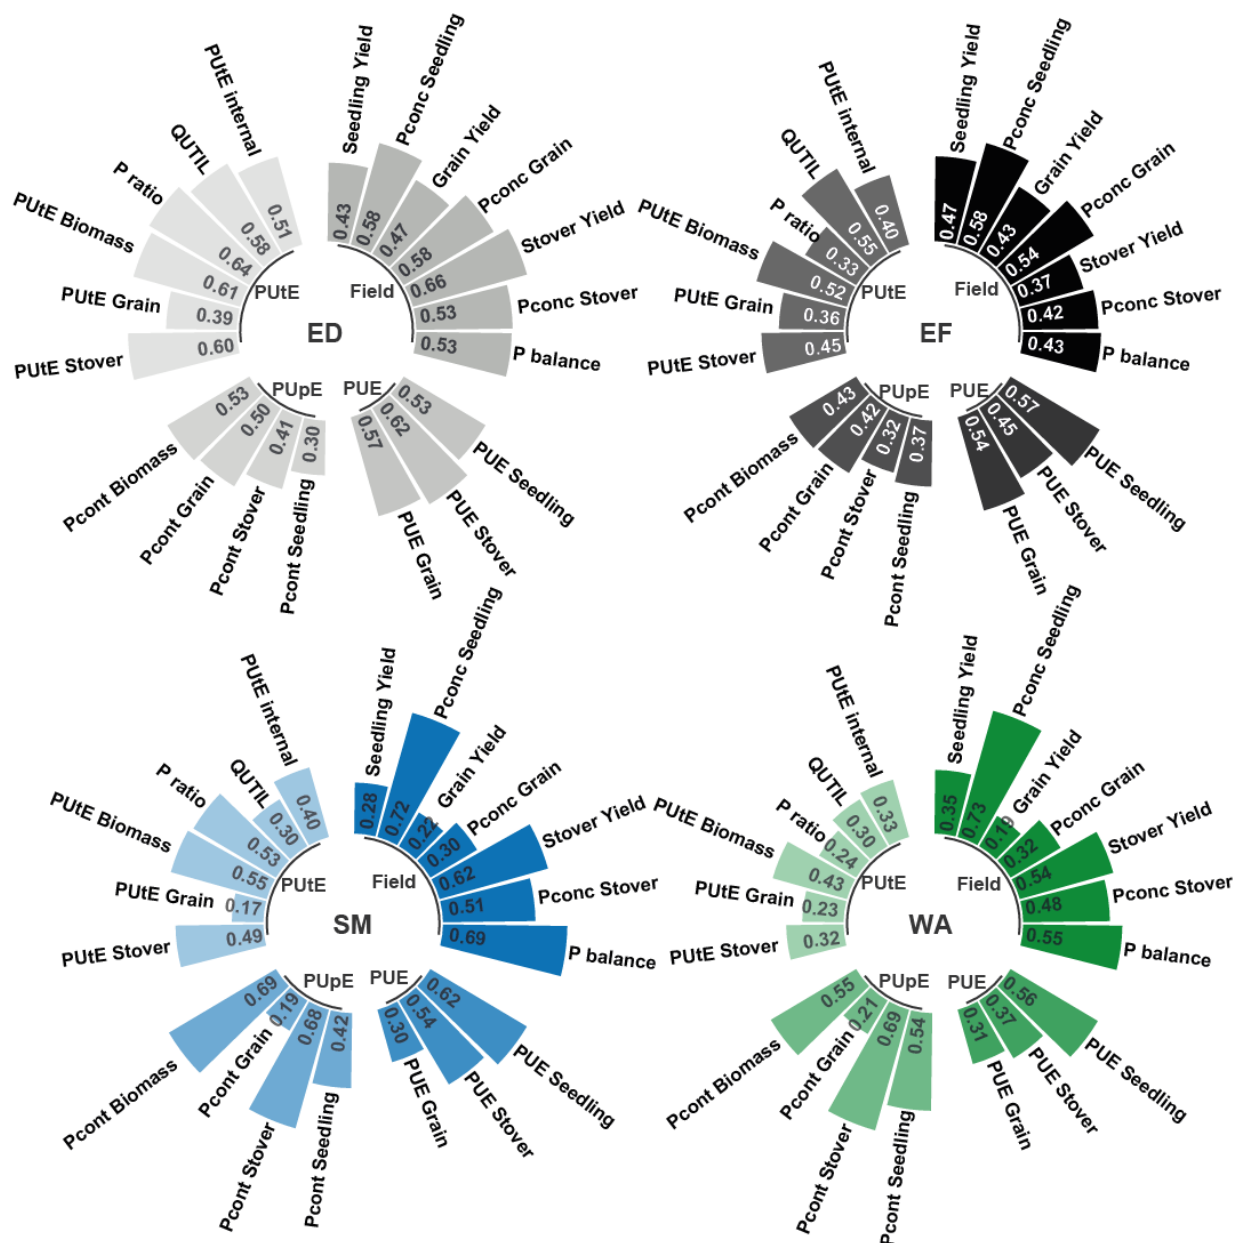 ED
Field
Seedling Yield 0.43
Pconc Seedling 0.58
Grain Yield 0.47
Pconc Grain 0.58
Stover Yield 0.66
Pconc Stover 0.53
P balance 0.53
PUE
PUE Seedling 0.53
PUE Stover 0.62
PUE Grain 0.57
PUpE
Pcont Seedling 0.30
Pcont Stover 0.41
Pcont Grain 0.50
Pcont Biomass 0.53
PUtE
PUtE Stover 0.60
PUtE Grain 0.39
PUtE Biomass 0.61
P ratio 0.64
QUTIL 0.58
PUtE internal 0.51
EF
Field
Seedling Yield 0.47
Pconc Seedling 0.58
Grain Yield 0.43
Pconc Grain 0.54
Stover Yield 0.37
Pconc Stover 0.42
P balance 0.43
PUE
PUE Seedling 0.57
PUE Stover 0.45
PUE Grain 0.54
PUpE
Pcont Seedling 0.37
Pcont Stover 0.32
Pcont Grain 0.42
Pcont Biomass 0.43
PUtE
PUtE Stover 0.45
PUtE Grain 0.36
PUtE Biomass 0.52
P ratio 0.33
QUTIL 0.55
PUtE internal 0.40
SM
Field
Seedling Yield 0.28
Pconc Seedling 0.72
Grain Yield 0.22
Pconc Grain 0.30
Stover Yield 0.62
Pconc Stover 0.51
P balance 0.69
PUE
PUE Seedling 0.62
PUE Stover 0.54
PUE Grain 0.30
PUpE
Pcont Seedling 0.42
Pcont Stover 0.68
Pcont Grain 0.19
Pcont Biomass 0.69
PUtE
PUtE Stover 0.49
PUtE Grain 0.17
PUtE Biomass 0.55
P ratio 0.53
QUTIL 0.30
PUtE internal 0.40
WA
Field
Seedling Yield 0.35
Pconc Seedling 0.73
Grain Yield 0.19
Pconc Grain 0.32
Stover Yield 0.54
Pconc Stover 0.48
P balance 0.55
PUE
PUE Seedling 0.56
PUE Stover 0.37
PUE Grain 0.31
PUpE
Pcont Seedling 0.54
Pcont Stover 0.69
Pcont Grain 0.21
Pcont Biomass 0.55
PUtE
PUtE Stover 0.32
PUtE Grain 0.23
PUtE Biomass 0.43
P ratio 0.24
QUTIL 0.30
PUtE internal 0.33